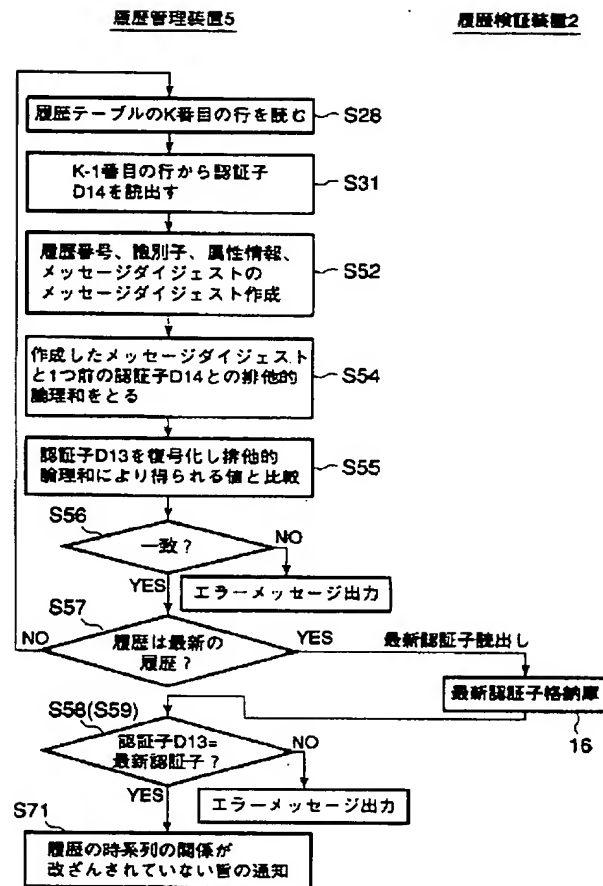 履歴管理装置5
履歴検証装置2
履歴テーブルのK番目の行を読む
S28
K-1番目の行から認証子
D14を読出す
S31
履歴番号、識別子、属性情報、
メッセージダイジェストの
メッセージダイジェスト作成
S52
作成したメッセージダイジェスト
と1つ前の認証子D14との排他的
論理和をとる
S54
認証子D13を復号化し排他的
論理和により得られる値と比較
S55
S56
一致?
NO
YES
エラーメッセージ出力
S57
履歴は最新の
履歴?
NO
YES
最新認証子読出し
最新認証子格納庫
16
S58(S59)
認証子D13=
最新認証子?
NO
YES
エラーメッセージ出力
S71
履歴の時系列の関係が
改ざんされていない旨の通知